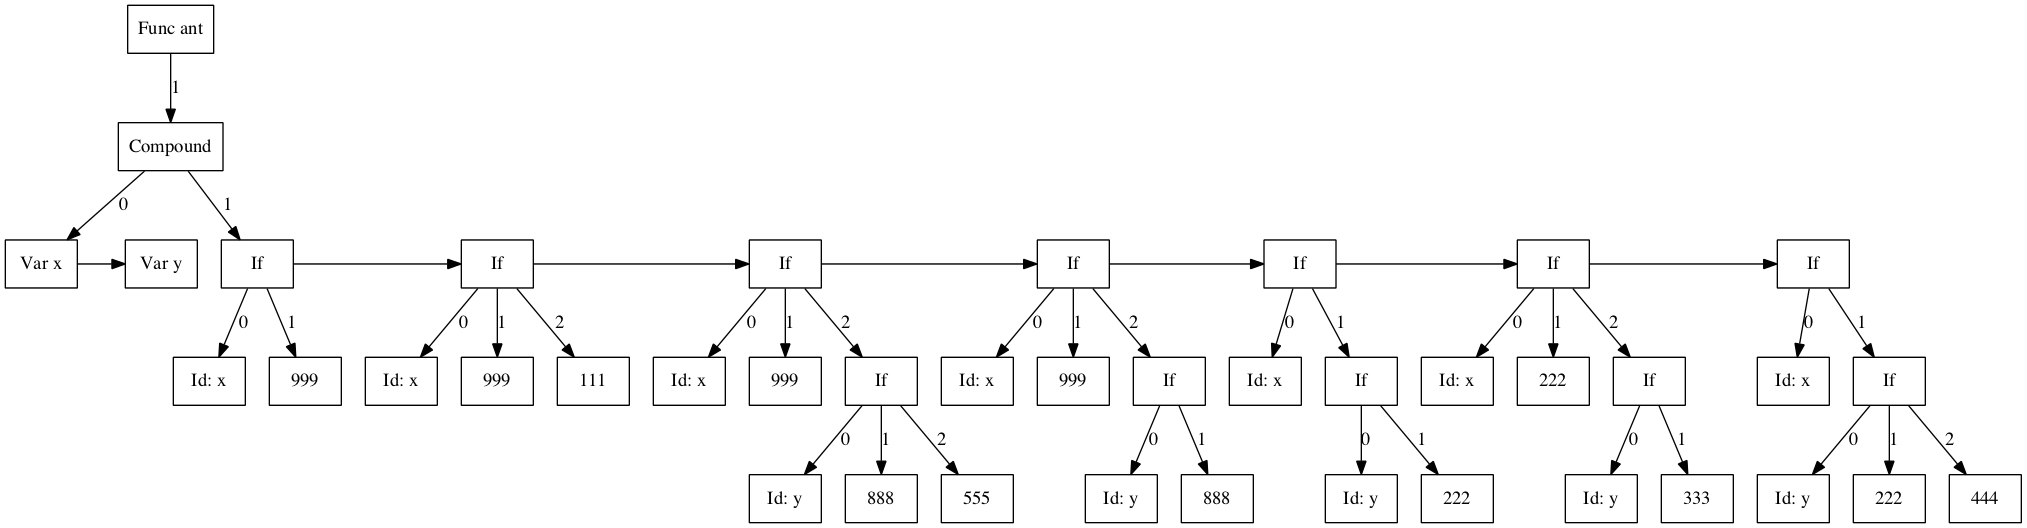 Func ant
1
Compound
0 1
Var x Var y If If If If If If If
0 1 0 1 2 0 1 2 0 1 2 0 1 0 1 2 0 1
Id: x 999 Id: x 999 111 Id: x 999 If Id: x 999 If Id: x If Id: x 222 If Id: x If
0 1 2 0 1 0 1 0 1 0 1 2
Id: y 888 555 Id: y 888 Id: y 222 Id: y 333 Id: y 222 444